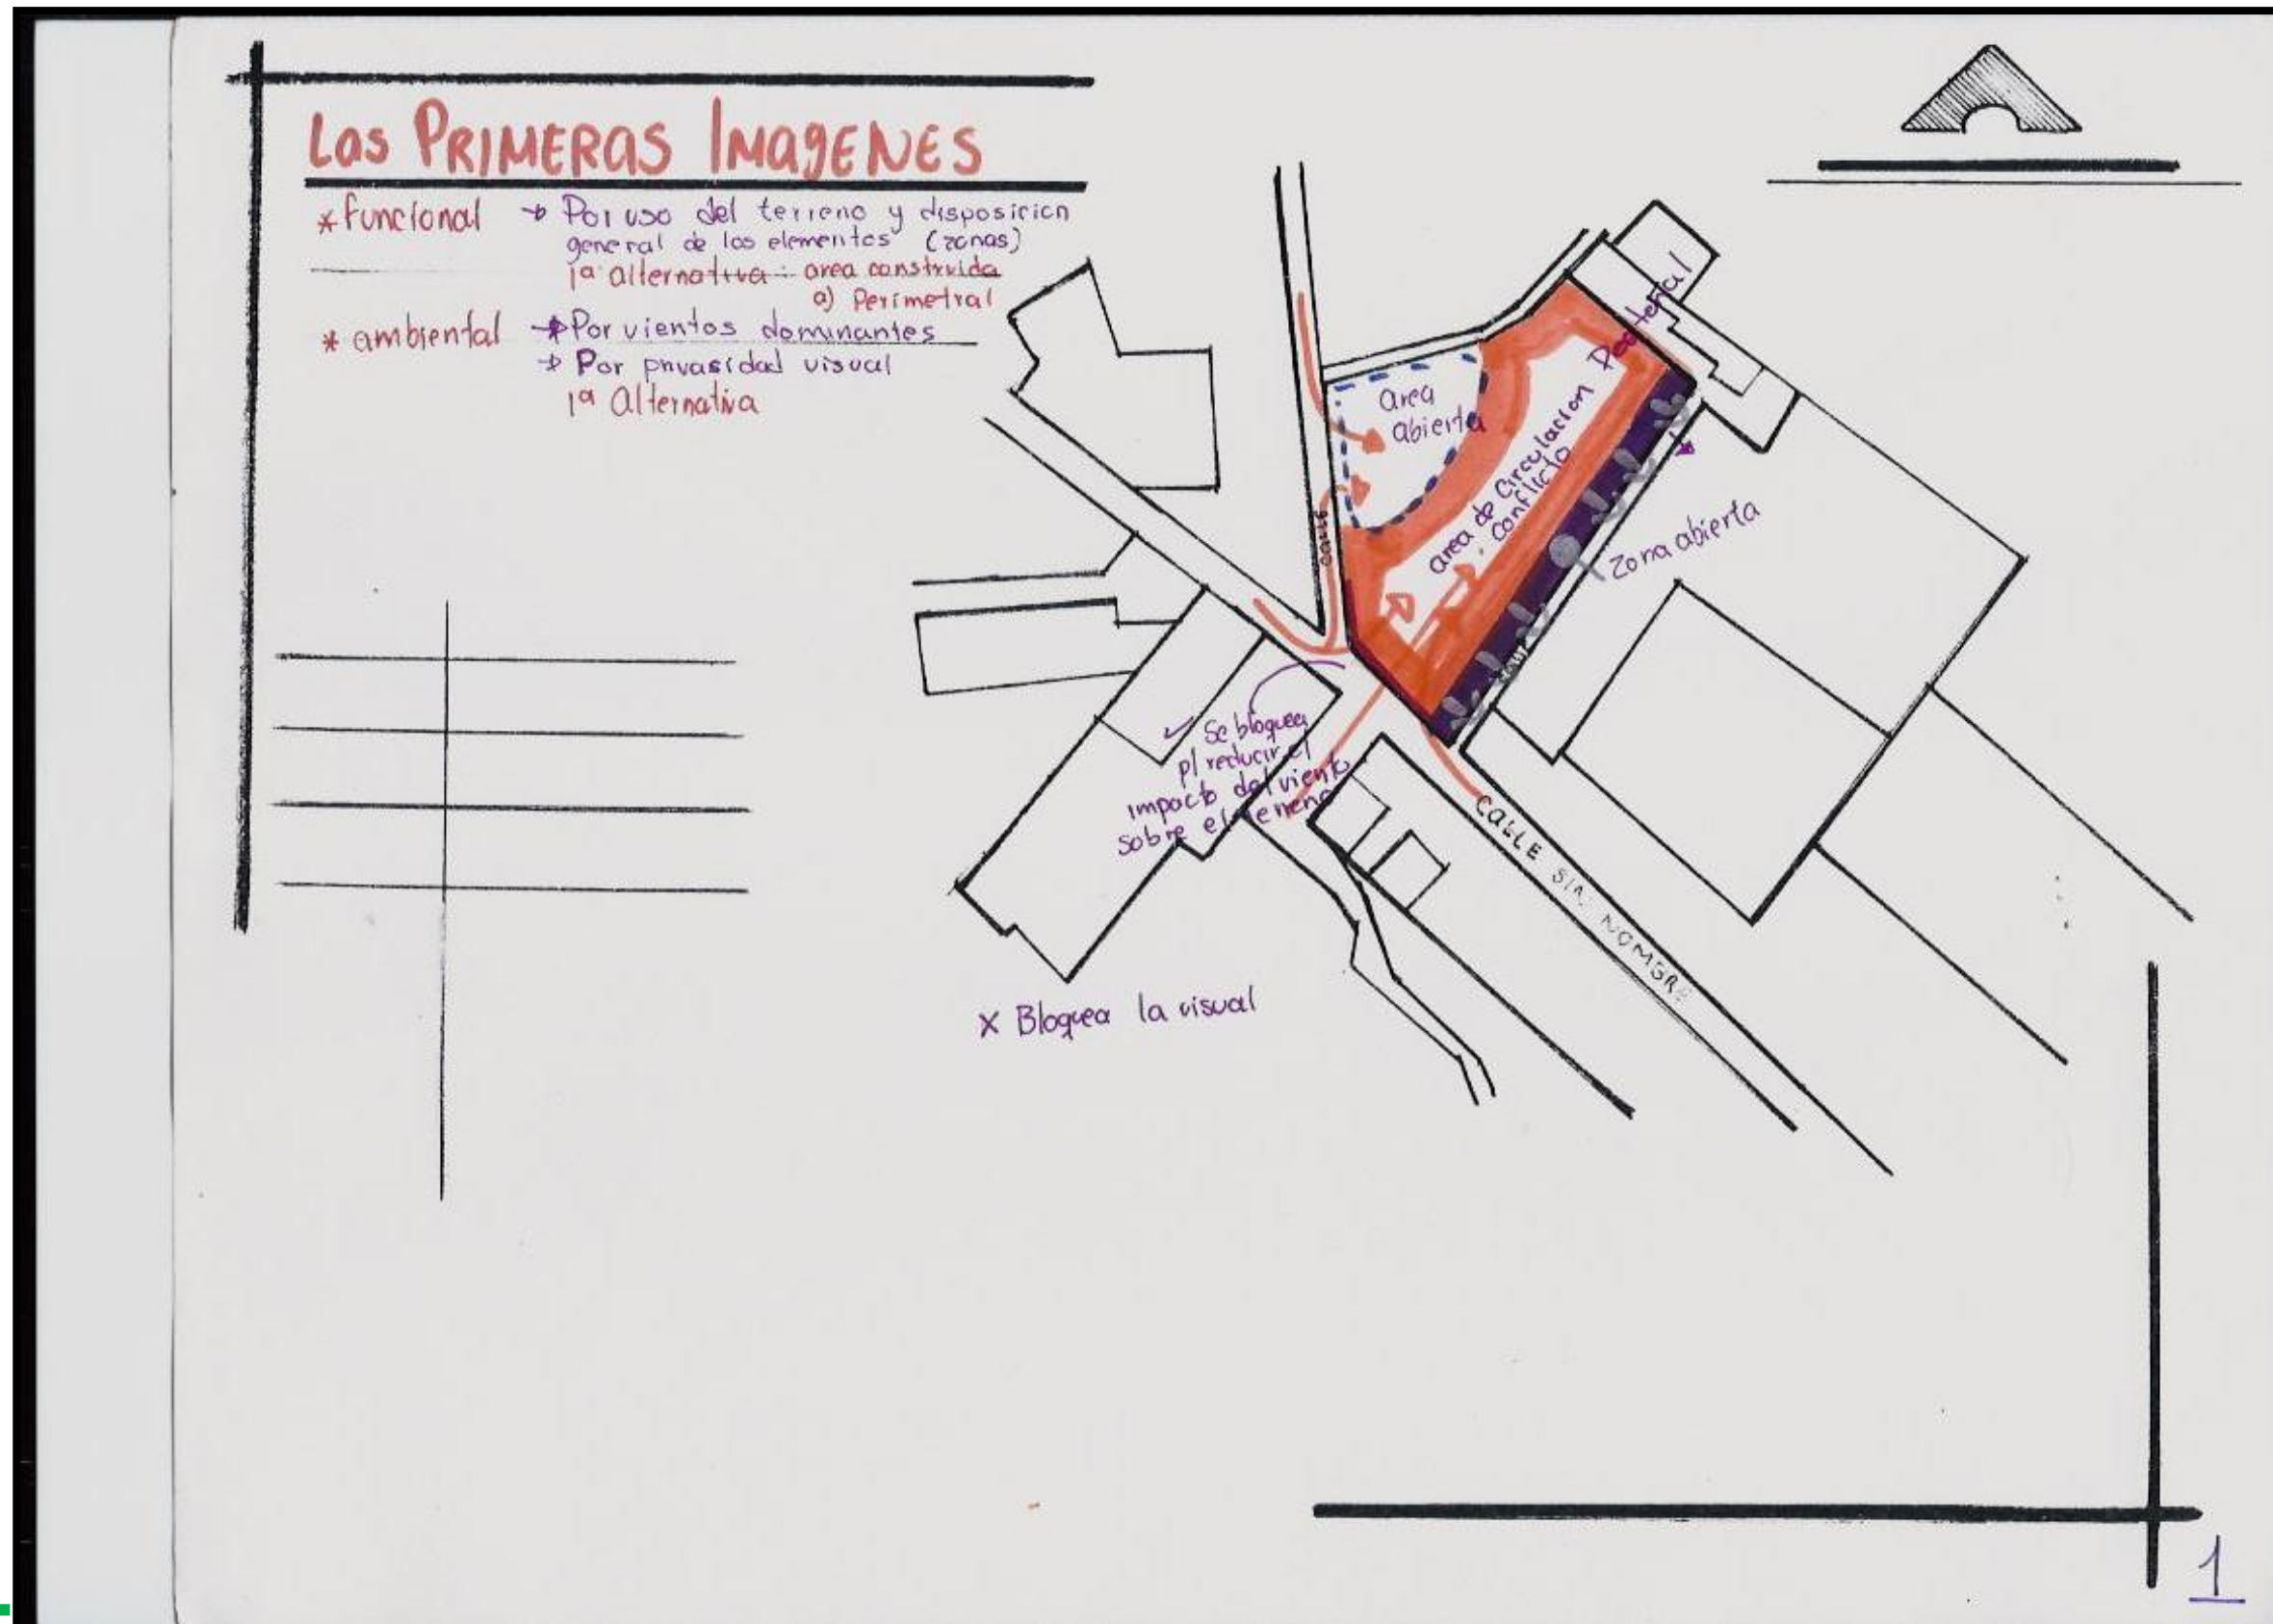 Las PRIMERAS IMAGENES
* funcional → Por uso del terreno y disposicion
general de los elementos (zonas)
1ª alternativa: area construida
a) Perimetral
* ambiental → Por vientos dominantes
→ Por privasidad visual
1ª Alternativa
Peatonal
area
abierta
area de Circulacion
conflicto
CALLE
Zona abierta
✓ Se bloquea
p/ reducir el
impacto del viento
sobre el terreno
CALLE SIN NOMBRE
X Bloquea la visual
1